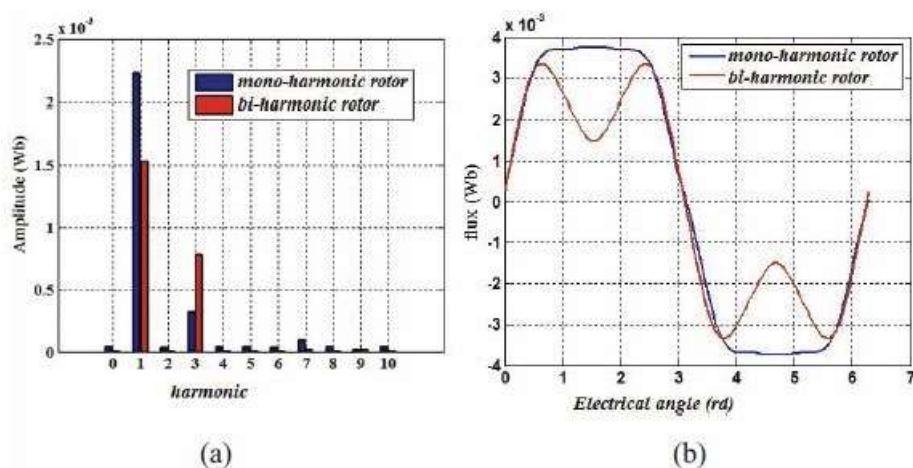 x 10⁻³
2.5
2
1.5
1
0.5
0
Amplitude (Wb)
mono-harmonic rotor
bi-harmonic rotor
0 1 2 3 4 5 6 7 8 9 10
harmonic
(a)
x 10⁻³
4
3
2
1
0
-1
-2
-3
-4
flux (Wb)
mono-harmonic rotor
bi-harmonic rotor
0 1 2 3 4 5 6 7
Electrical angle (rd)
(b)